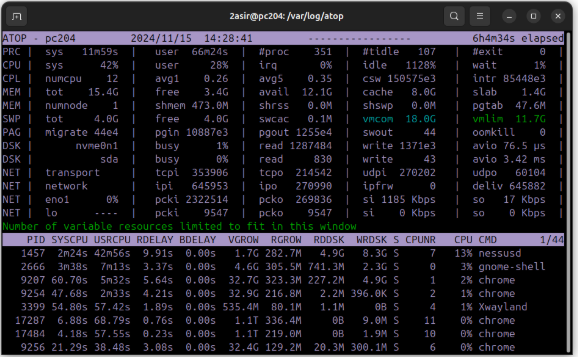 2asir@pc204: /var/log/atop
ATOP - pc204 2024/11/15 14:28:41 ---------------- 6h4m34s elapsed
PRC | sys 11m59s | user 66m24s | #proc 351 | #tidle 107 | #exit 0 |
CPU | sys 42% | user 28% | irq 0% | idle 1128% | wait 1% |
CPL | numcpu 12 | avg1 0.26 | avg5 0.35 | csw 150575e3 | intr 85448e3 |
MEM | tot 15.4G | free 3.4G | avail 12.1G | cache 8.0G | slab 1.4G |
MEM | numnode 1 | shmem 473.0M | shrss 0.0M | shswp 0.0M | pgtab 47.6M |
SWP | tot 4.0G | free 4.0G | swcac 0.1M | vmcom 18.0G | vmlim 11.7G |
PAG | migrate 44e4 | pgin 10887e3 | pgout 1255e4 | swout 44 | oomkill 0 |
DSK | nvme0n1 | busy 1% | read 1287484 | write 1371e3 | avio 76.5 µs |
DSK | sda | busy 0% | read 830 | write 43 | avio 3.42 ms |
NET | transport | tcpi 353906 | tcpo 214542 | udpi 270202 | udpo 60104 |
NET | network | ipi 645953 | ipo 270990 | ipfrw 0 | deliv 645882 |
NET | eno1 0% | pcki 2322514 | pcko 269836 | si 1185 Kbps | so 17 Kbps |
NET | lo ---- | pcki 9547 | pcko 9547 | si 0 Kbps | so 0 Kbps |
Number of variable resources limited to fit in this window
PID SYSCPU USRCPU RDELAY BDELAY VGROW RGROW RDDSK WRDSK S CPUNR CPU CMD 1/44
1457 2m24s 42m56s 9.91s 0.00s 1.7G 282.7M 4.9G 8.3G S 7 13% nessusd
2666 3m38s 7m13s 3.37s 0.00s 4.6G 305.5M 741.3M 2.3G S 0 3% gnome-shell
9207 60.70s 5m32s 5.64s 0.00s 32.7G 323.3M 227.2M 4.9G S 1 2% chrome
9254 47.68s 2m33s 4.21s 0.00s 32.9G 216.8M 2.2M 396.0K S 2 1% chrome
3399 54.80s 57.42s 1.89s 0.00s 535.4M 80.1M 1.1M 0B S 4 1% Xwayland
17287 6.88s 68.79s 0.76s 0.00s 1.1T 336.4M 0B 9.0M S 11 0% chrome
17484 4.18s 57.55s 0.23s 0.00s 1.1T 219.0M 0B 1.9M S 10 0% chrome
9256 21.29s 38.48s 3.08s 0.00s 32.4G 129.2M 20.3M 300.1M S 6 0% chrome